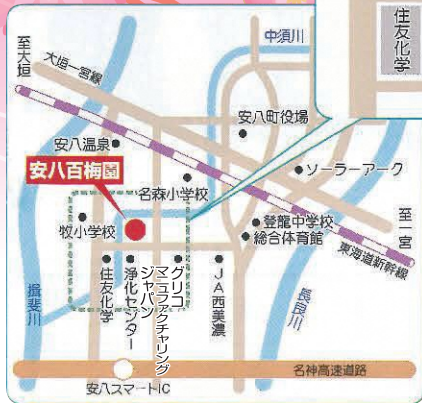 住友化学
中須川
至大垣
大垣一宮線
安八町役場
安八温泉
ソーラーアーク
安八百梅園
名森小学校
至一宮
牧小学校
登龍中学校
総合体育館
東海道新幹線
揖斐川
住友化学
浄化センター
グリコ
マニュファクチャリング
ジャパン
JA西美濃
長良川
名神高速道路
安八スマートIC